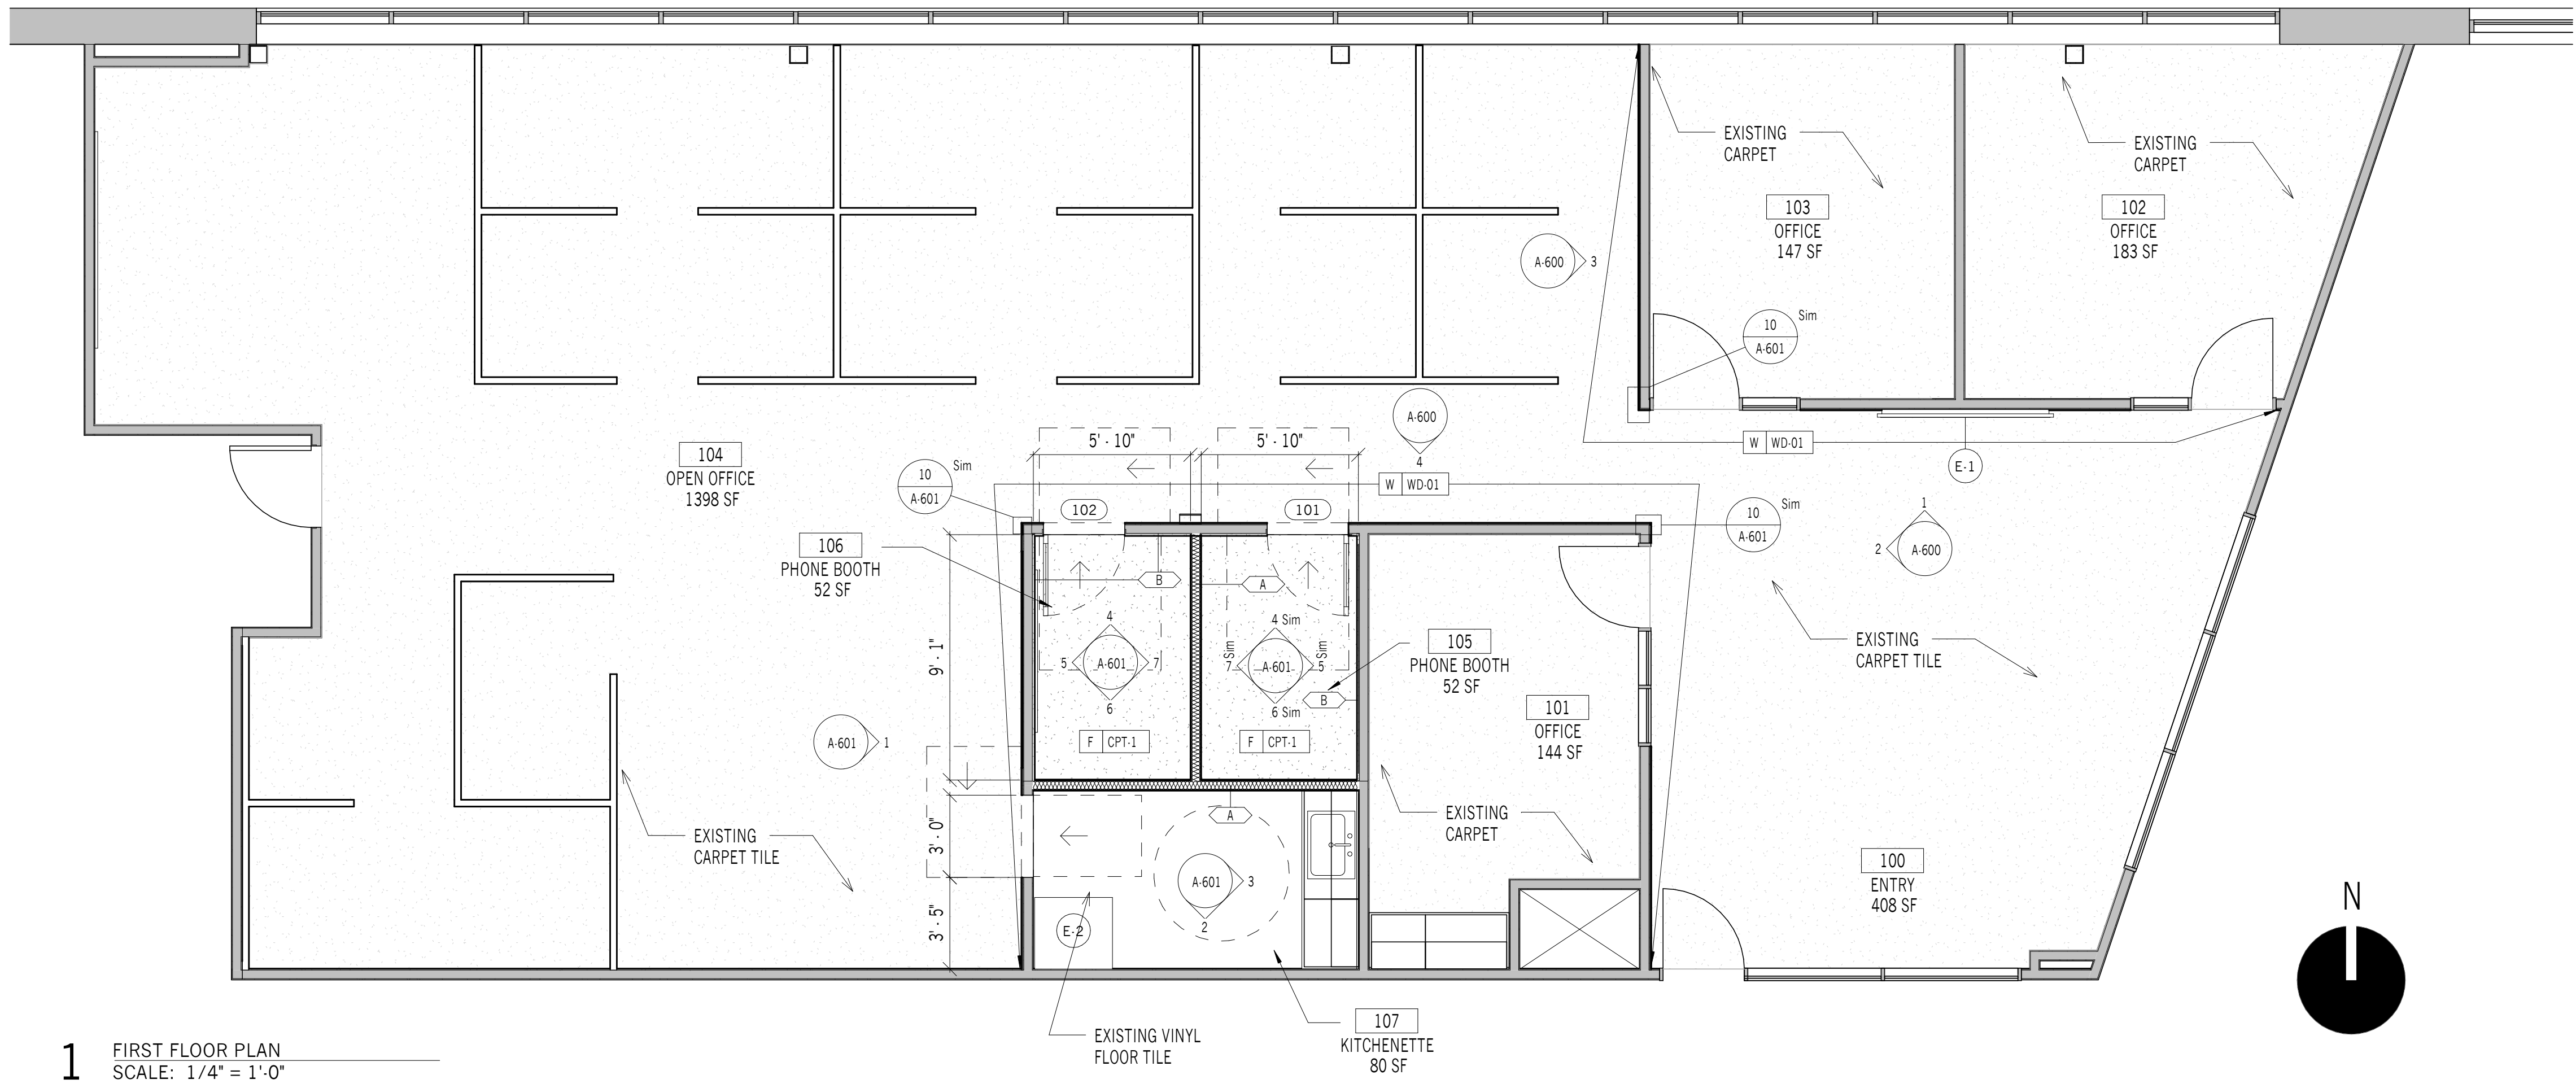 EXISTING
CARPET
EXISTING
CARPET
103
OFFICE
147 SF
102
OFFICE
183 SF
A-600
3
10
A-601
Sim
A-600
4
W WD-01
E-1
W WD-01
5' - 10"
5' - 10"
104
OPEN OFFICE
1398 SF
10
A-601
Sim
102
101
10
A-601
Sim
1
2
A-600
106
PHONE BOOTH
52 SF
B
A
9' - 1"
4
5
A-601
7
6
4 Sim
Sim
7
A-601
5
Sim
6 Sim
B
105
PHONE BOOTH
52 SF
EXISTING
CARPET TILE
101
OFFICE
144 SF
A-601
1
F CPT-1
F CPT-1
EXISTING
CARPET TILE
3' - 0"
A
EXISTING
CARPET
3' - 5"
E-2
A-601
3
2
100
ENTRY
408 SF
N
EXISTING VINYL
FLOOR TILE
107
KITCHENETTE
80 SF
1
FIRST FLOOR PLAN
SCALE: 1/4" = 1'-0"